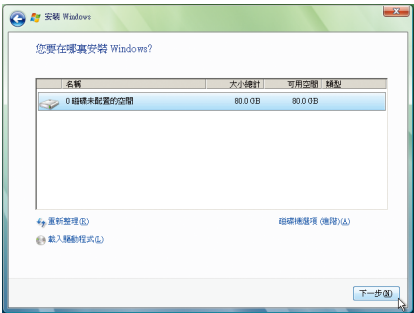 安裝 Windows
您要在哪裏安裝 Windows?
名稱 大小總計 可用空間 類型
0 磁碟未配置的空間 80.0 GB 80.0 GB
重新整理(R) 磁碟機選項 (進階)(A)
載入驅動程式(L)
下一步(N)